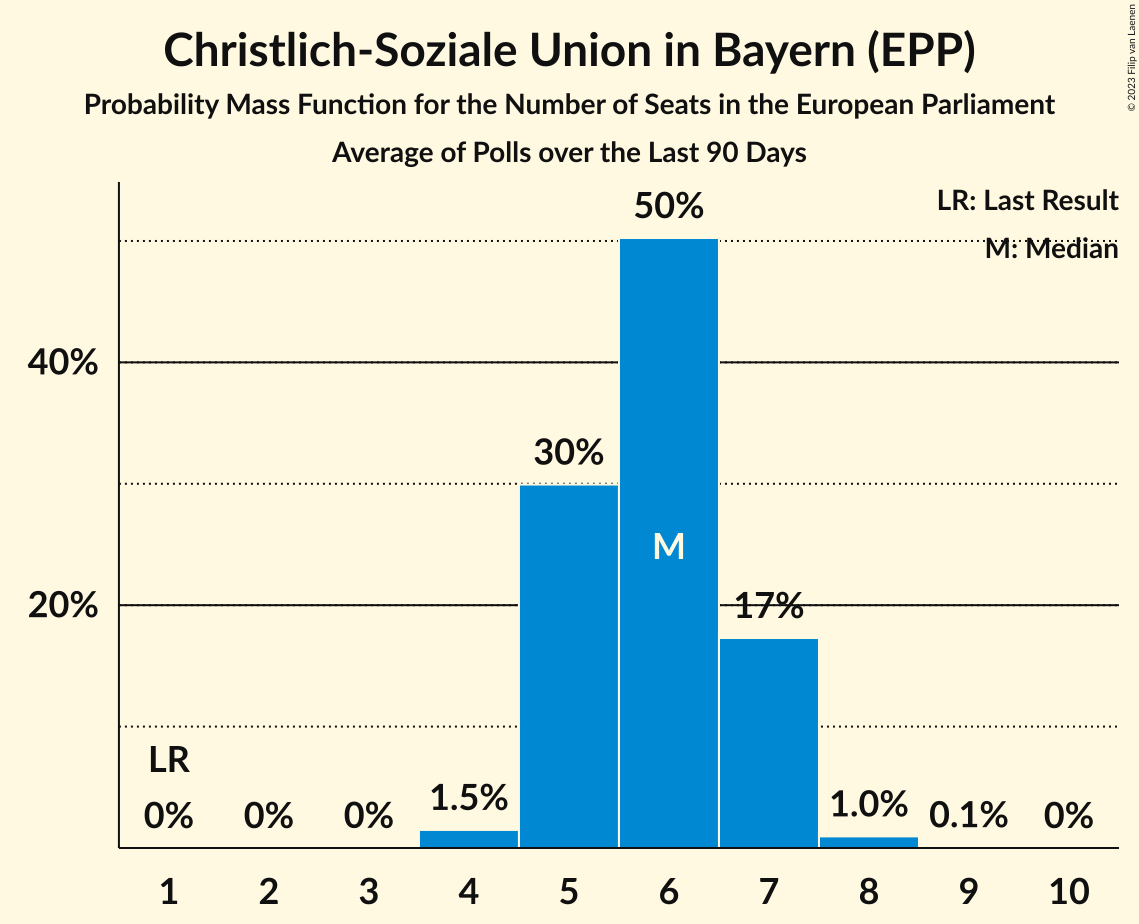 Christlich-Soziale Union in Bayern (EPP)
Probability Mass Function for the Number of Seats in the European Parliament
Average of Polls over the Last 90 Days
© 2023 Filip van Laenen
LR: Last Result
M: Median
50%
40%
30%
M
20%
17%
LR
0%
0%
0%
1.5%
1.0%
0.1%
0%
1 2 3 4 5 6 7 8 9 10